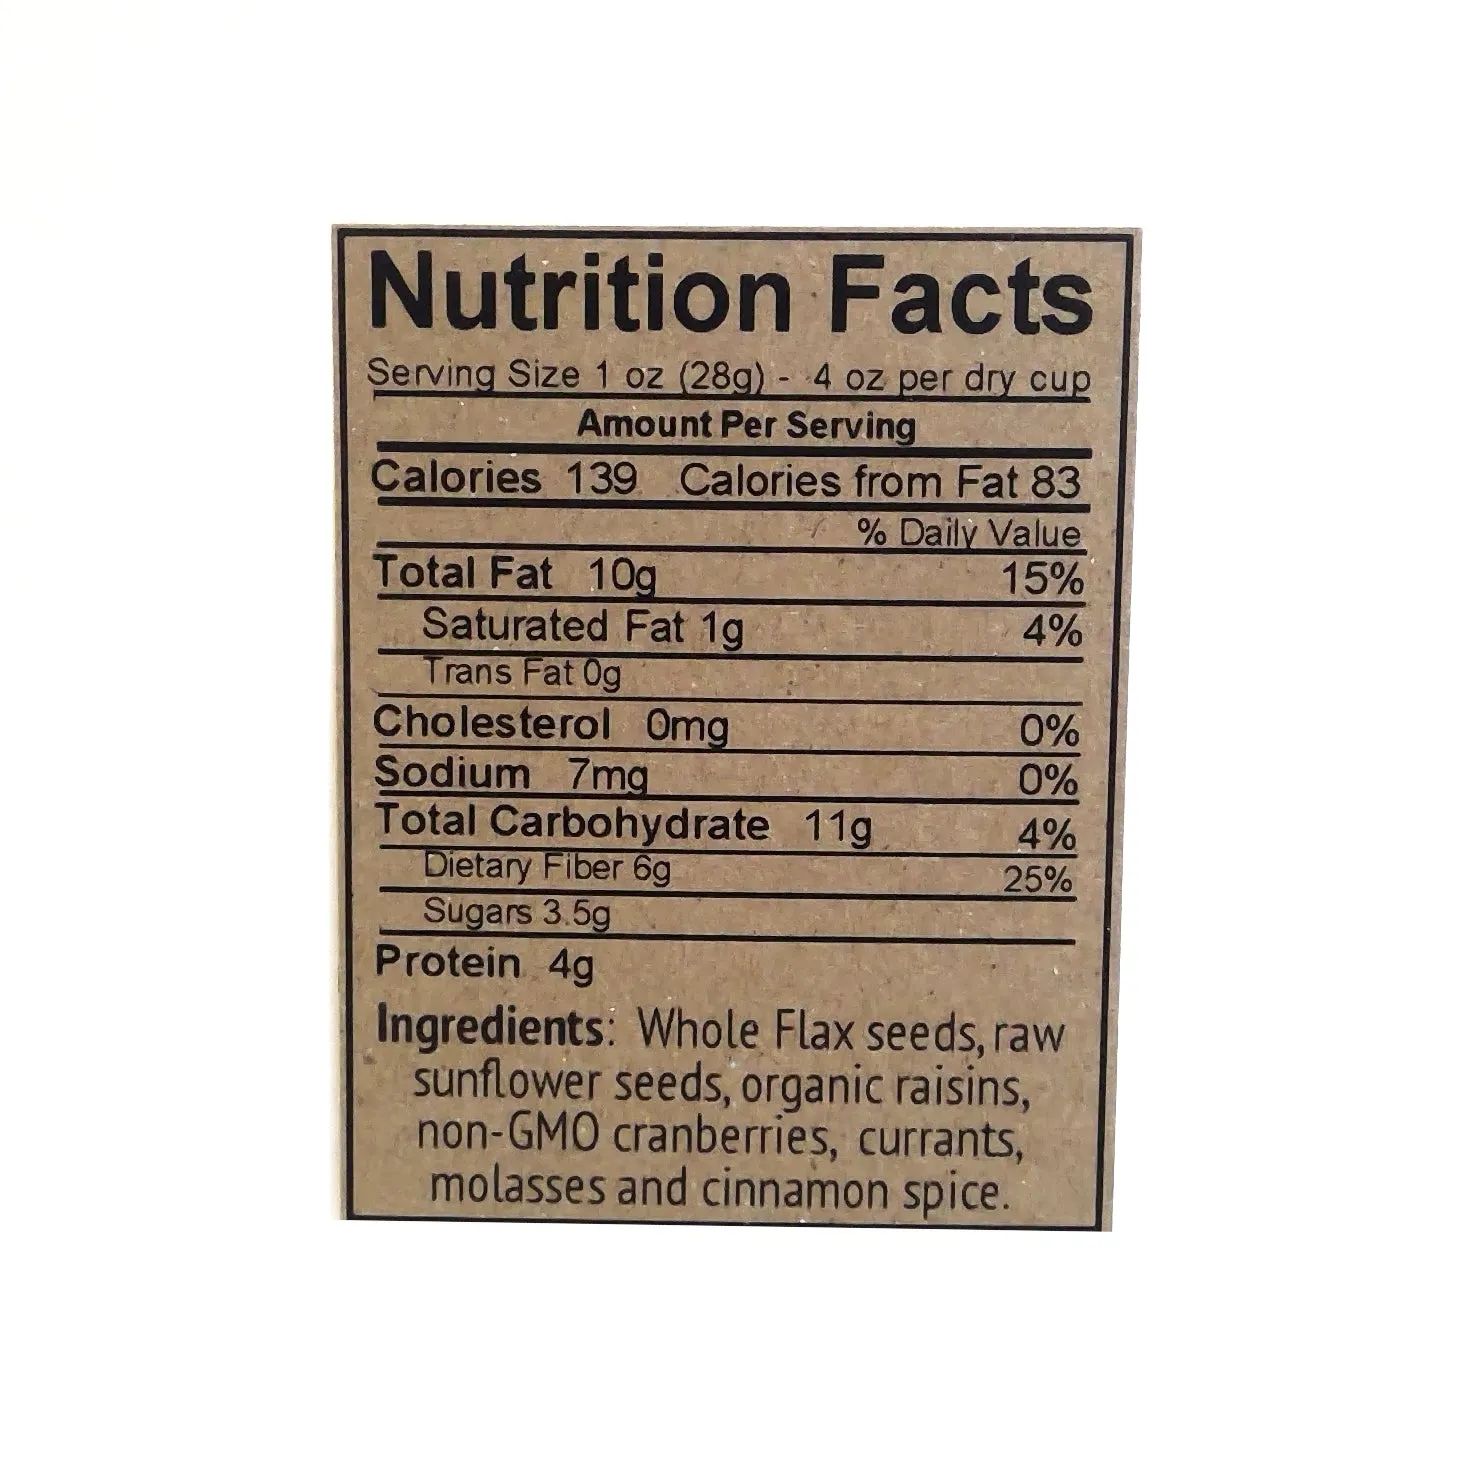 Nutrition Facts
Serving Size 1 oz (28g) - 4 oz per dry cup
Amount Per Serving
Calories 139 Calories from Fat 83
% Daily Value
Total Fat 10g 15%
Saturated Fat 1g 4%
Trans Fat 0g
Cholesterol 0mg 0%
Sodium 7mg 0%
Total Carbohydrate 11g 4%
Dietary Fiber 6g 25%
Sugars 3.5g
Protein 4g
Ingredients: Whole Flax seeds, raw
sunflower seeds, organic raisins,
non-GMO cranberries, currants,
molasses and cinnamon spice.